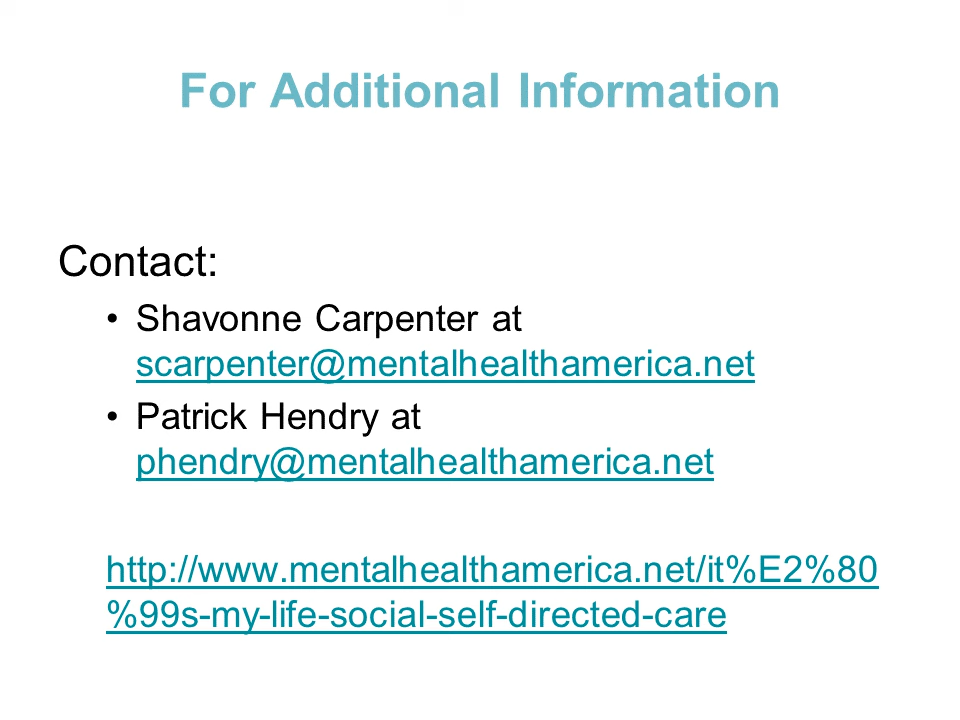 For Additional Information
Contact:
• Shavonne Carpenter at
scarpenter@mentalhealthamerica.net
• Patrick Hendry at
phendry@mentalhealthamerica.net
http://www.mentalhealthamerica.net/it%E2%80
%99s-my-life-social-self-directed-care